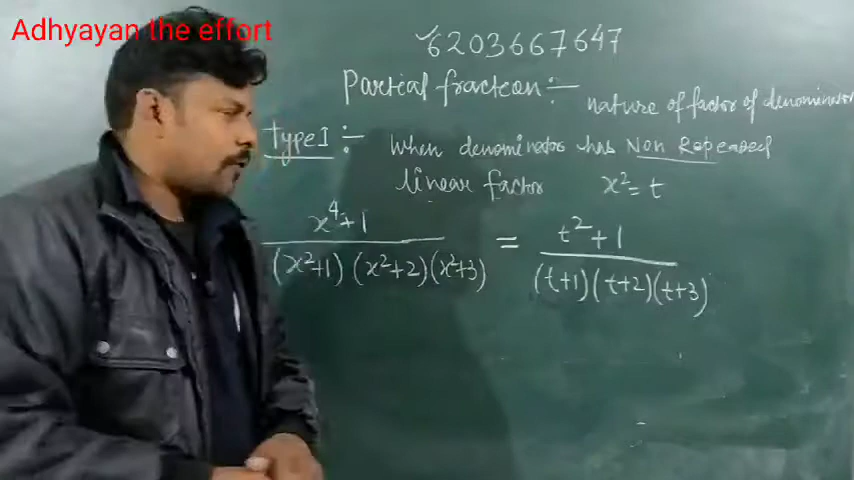 Adhyayan the effort
6203667647
Partial fraction :-
nature of factor of denominator
type I :- when denominator has Non Repeated
linear factor x² = t
x⁴+1 / (x²+1) (x²+2)(x²+3) = t²+1 / (t+1)(t+2)(t+3)